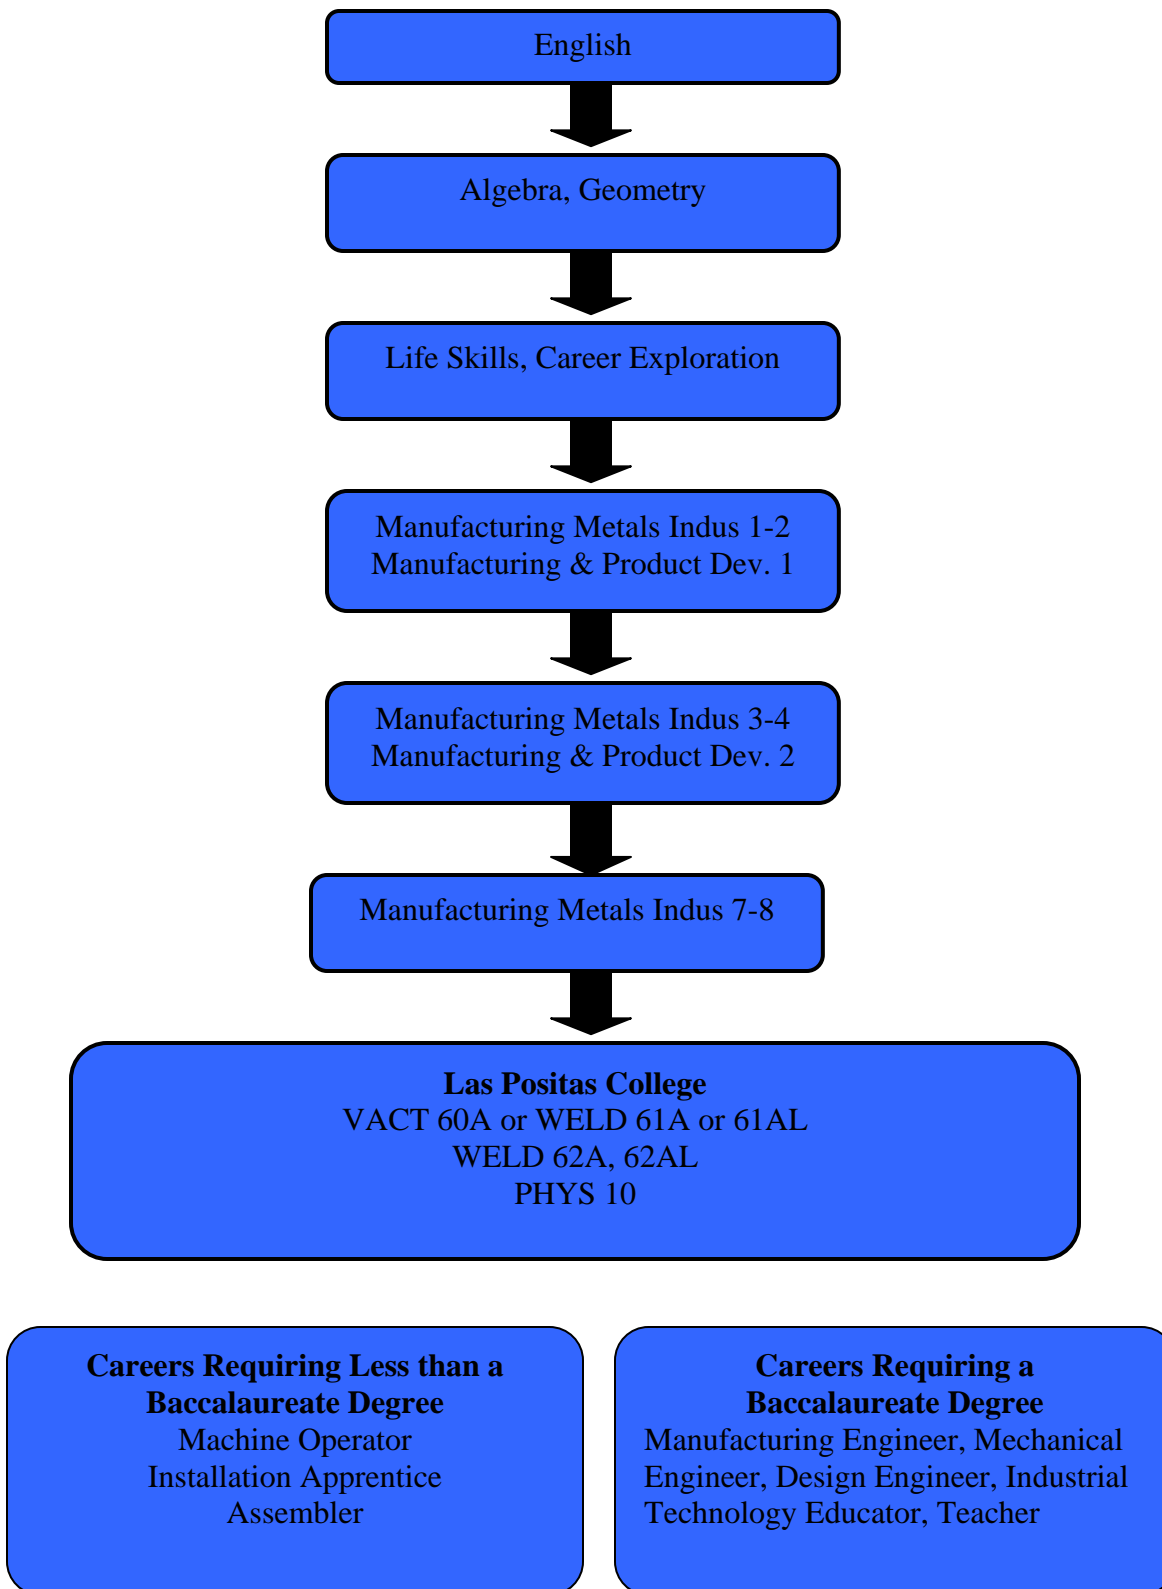 English
Algebra, Geometry
Life Skills, Career Exploration
Manufacturing Metals Indus 1-2
Manufacturing & Product Dev. 1
Manufacturing Metals Indus 3-4
Manufacturing & Product Dev. 2
Manufacturing Metals Indus 7-8
Las Positas College
VACT 60A or WELD 61A or 61AL
WELD 62A, 62AL
PHYS 10
Careers Requiring Less than a
Baccalaureate Degree
Machine Operator
Installation Apprentice
Assembler
Careers Requiring a
Baccalaureate Degree
Manufacturing Engineer, Mechanical
Engineer, Design Engineer, Industrial
Technology Educator, Teacher